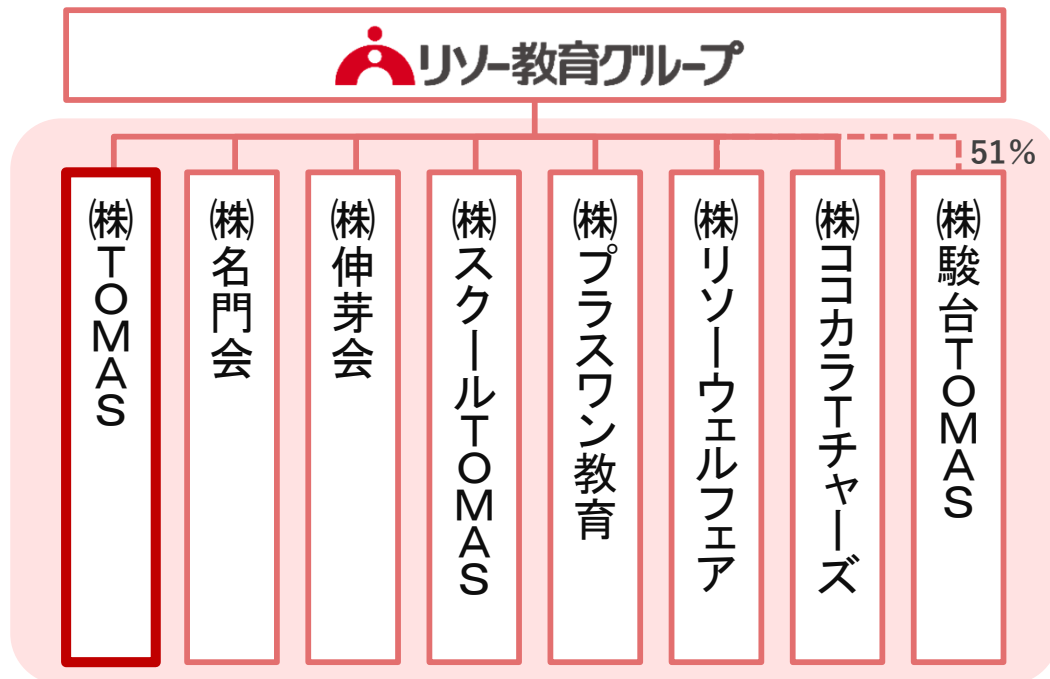 リソー教育グループ
51%
㈱TOMAS
㈱名門会
㈱伸芽会
㈱スクールTOMAS
㈱プラスワン教育
㈱リソーウェルフェア
㈱ココカラTチャーズ
㈱駿台TOMAS